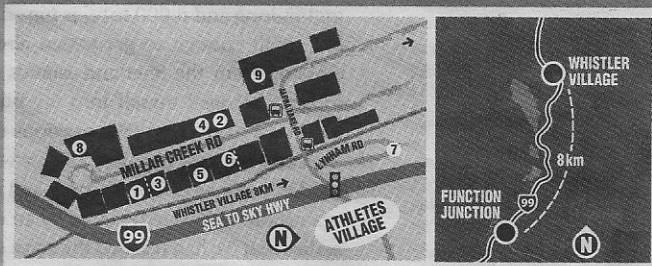 9
ALPHA LAKE RD
8
4 2
MILLAR CREEK RD
7
LYNHAM RD
6
5
3
1
WHISTLER VILLAGE 8KM →
SEA TO SKY HWY
99
N
ATHLETES
VILLAGE
WHISTLER
VILLAGE
8km
99
FUNCTION
JUNCTION
N